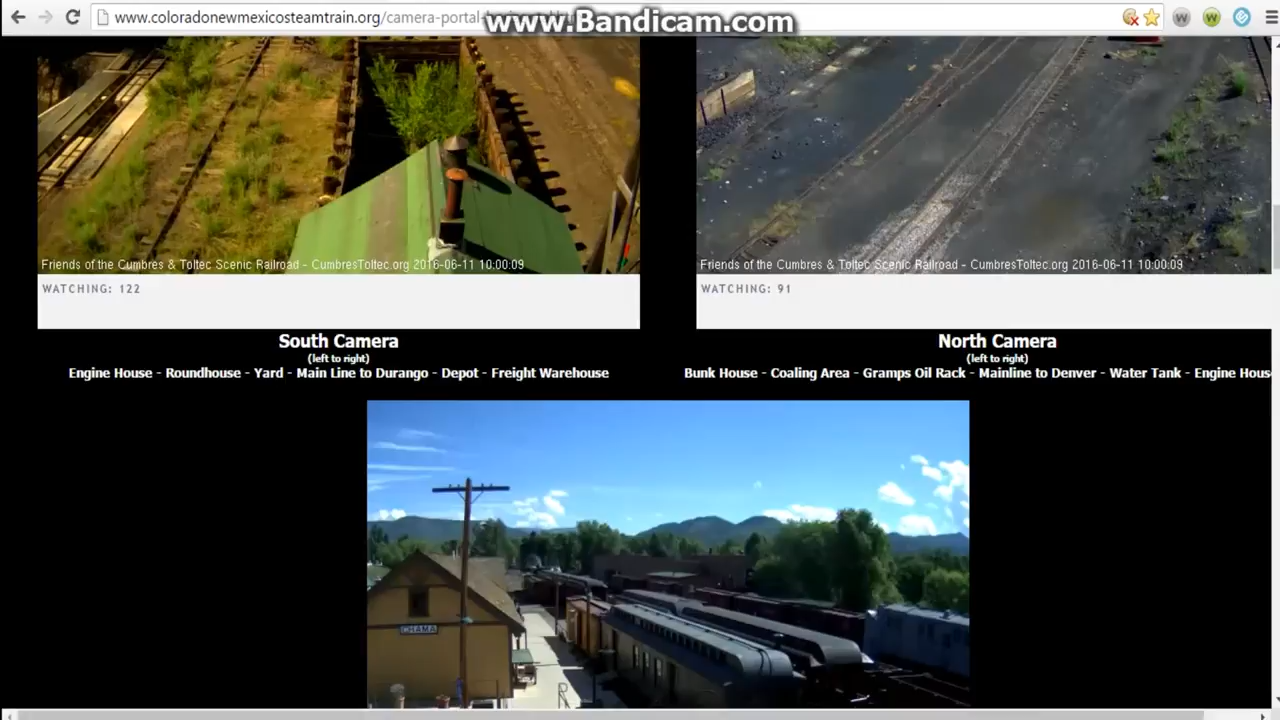 www.coloradonewmexicosteamtrain.org/camera-portal-
www.Bandicam.com
Friends of the Cumbres & Toltec Scenic Railroad - CumbresToltec.org 2016-06-11 10:00:09
Friends of the Cumbres & Toltec Scenic Railroad - CumbresToltec.org 2016-06-11 10:00:09
WATCHING: 122
WATCHING: 91
South Camera
(left to right)
Engine House - Roundhouse - Yard - Main Line to Durango - Depot - Freight Warehouse
North Camera
(left to right)
Bunk House - Coaling Area - Gramps Oil Rack - Mainline to Denver - Water Tank - Engine Hous
CHAMA